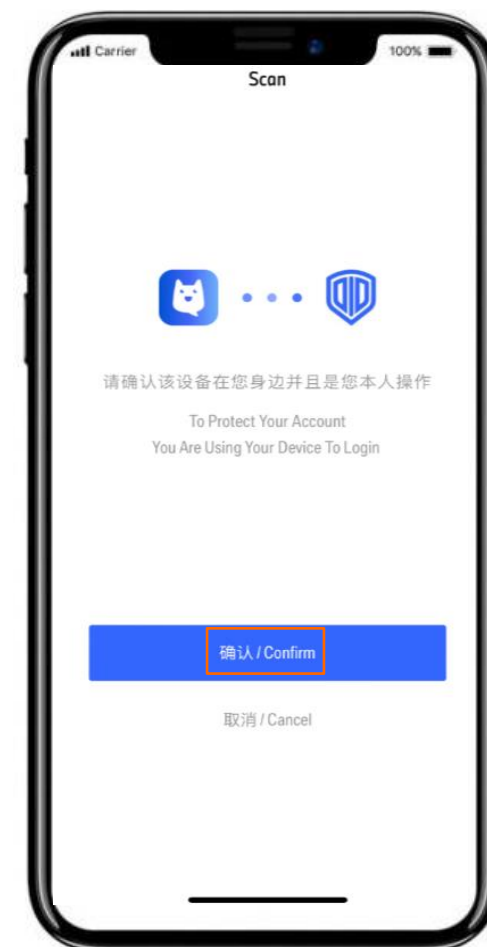 Carrier
100%
Scan
请确认该设备在您身边并且是您本人操作
To Protect Your Account
You Are Using Your Device To Login
确认 / Confirm
取消 / Cancel